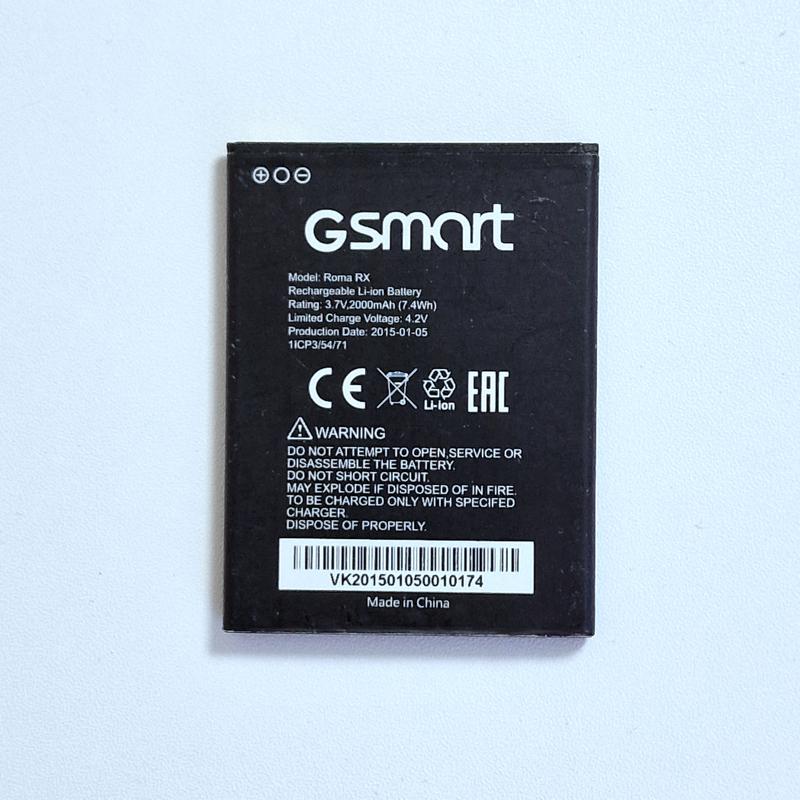 GSmart
Model: Roma RX
Rechargeable Li-ion Battery
Rating: 3.7V,2000mAh (7.4Wh)
Limited Charge Voltage: 4.2V
Production Date: 2015-01-05
1ICP3/54/71
CE
Li-ion
EAC
WARNING
DO NOT ATTEMPT TO OPEN,SERVICE OR
DISASSEMBLE THE BATTERY.
DO NOT SHORT CIRCUIT.
MAY EXPLODE IF DISPOSED OF IN FIRE.
TO BE CHARGED ONLY WITH SPECIFED
CHARGER.
DISPOSE OF PROPERLY.
VK201501050010174
Made in China